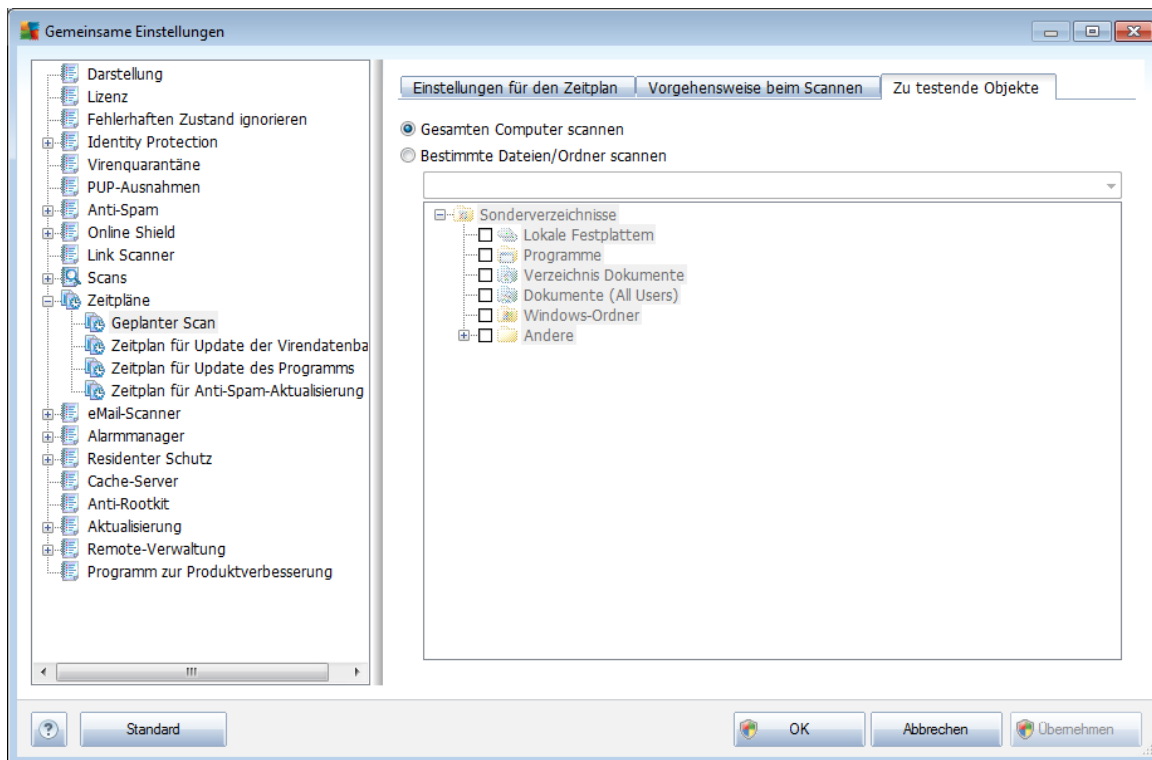 Gemeinsame Einstellungen
Darstellung
Lizenz
Fehlerhaften Zustand ignorieren
Identity Protection
Virenquarantäne
PUP-Ausnahmen
Anti-Spam
Online Shield
Link Scanner
Scans
Zeitpläne
Geplanter Scan
Zeitplan für Update der Virendatenba
Zeitplan für Update des Programms
Zeitplan für Anti-Spam-Aktualisierung
eMail-Scanner
Alarmmanager
Residenter Schutz
Cache-Server
Anti-Rootkit
Aktualisierung
Remote-Verwaltung
Programm zur Produktverbesserung
Einstellungen für den Zeitplan Vorgehensweise beim Scannen Zu testende Objekte
Gesamten Computer scannen
Bestimmte Dateien/Ordner scannen
Sonderverzeichnisse
Lokale Festplattem
Programme
Verzeichnis Dokumente
Dokumente (All Users)
Windows-Ordner
Andere
? Standard OK Abbrechen Übernehmen